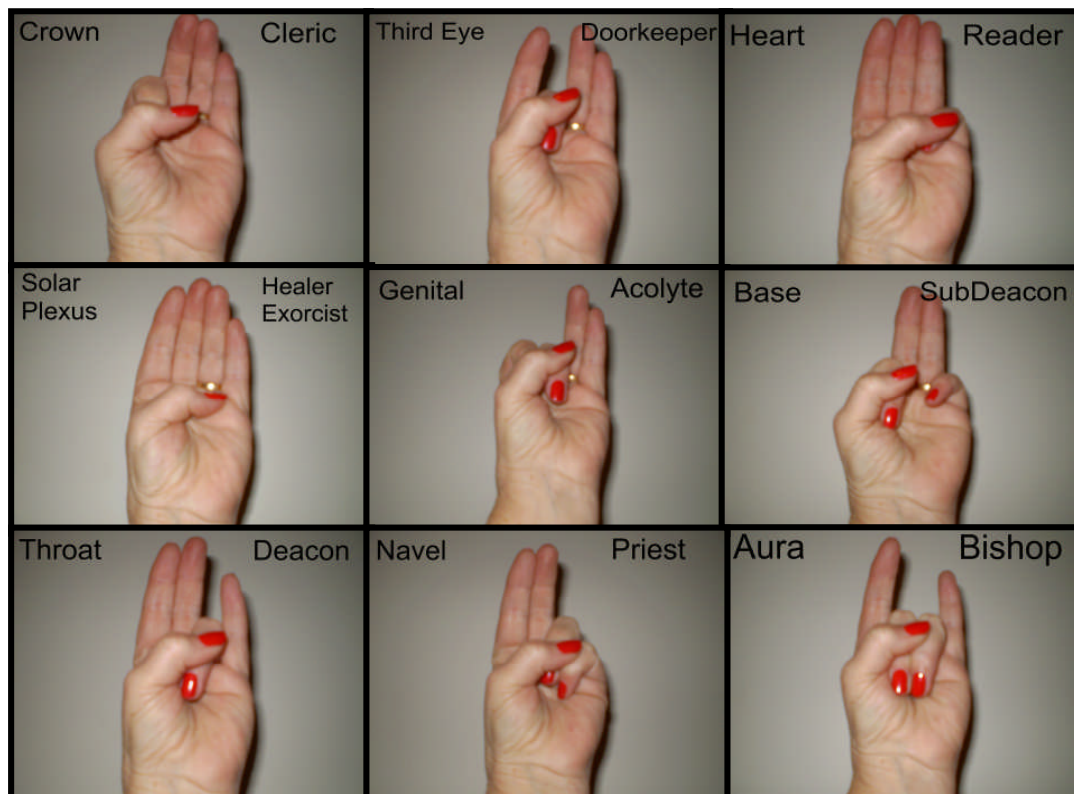 Crown
Cleric
Third Eye
Doorkeeper
Heart
Reader
Solar
Plexus
Healer
Exorcist
Genital
Acolyte
Base
SubDeacon
Throat
Deacon
Navel
Priest
Aura
Bishop